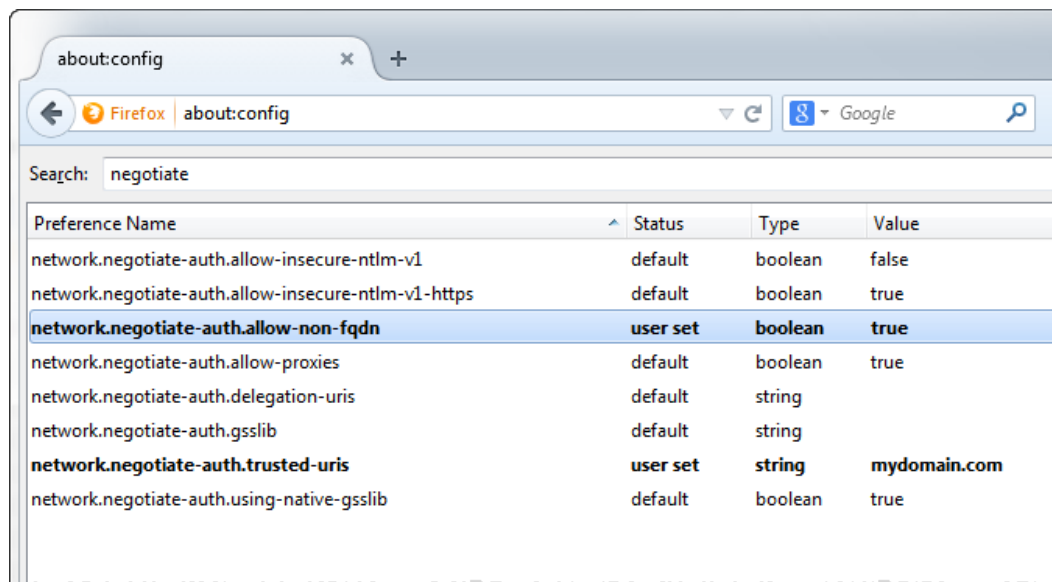 about:config
Firefox about:config Google
Search: negotiate
Preference Name Status Type Value
network.negotiate-auth.allow-insecure-ntlm-v1 default boolean false
network.negotiate-auth.allow-insecure-ntlm-v1-https default boolean true
network.negotiate-auth.allow-non-fqdn user set boolean true
network.negotiate-auth.allow-proxies default boolean true
network.negotiate-auth.delegation-uris default string
network.negotiate-auth.gsslib default string
network.negotiate-auth.trusted-uris user set string mydomain.com
network.negotiate-auth.using-native-gsslib default boolean true